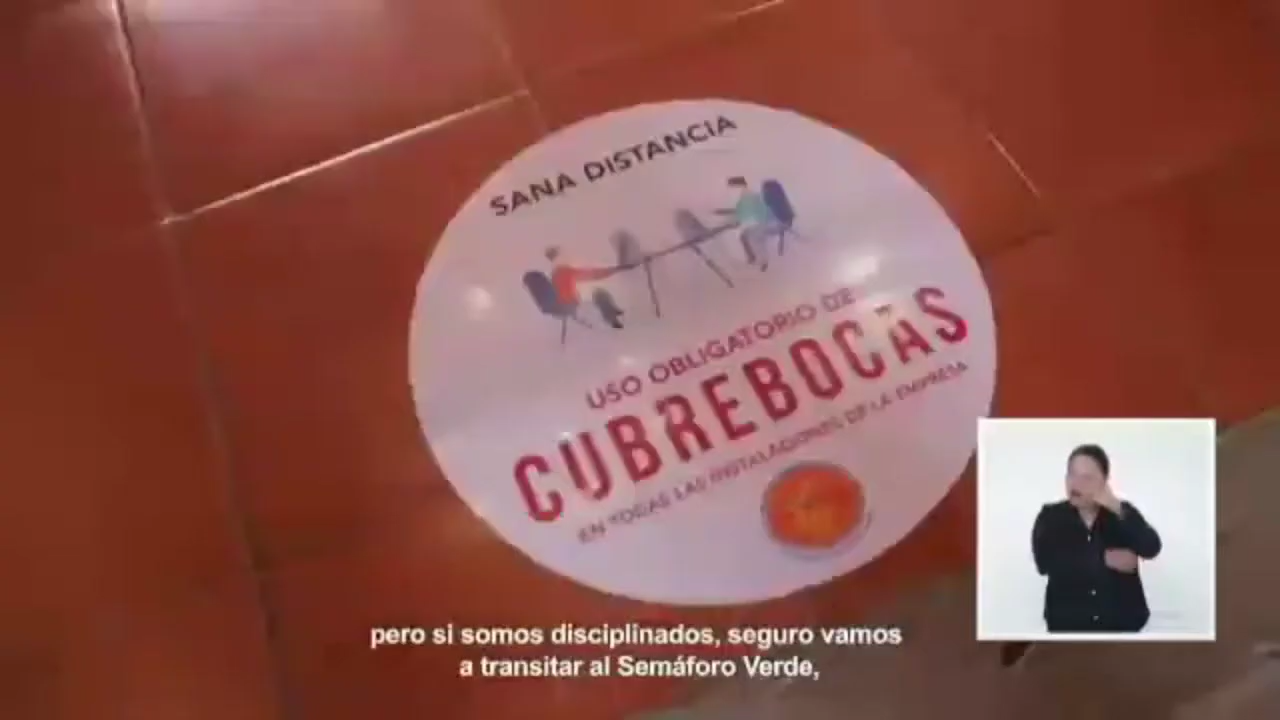 SANA DISTANCIA
USO OBLIGATORIO DE
CUBREBOCAS
EN TODAS LAS INSTALACIONES DE LA EMPRESA
pero si somos disciplinados, seguro vamos
a transitar al Semáforo Verde,